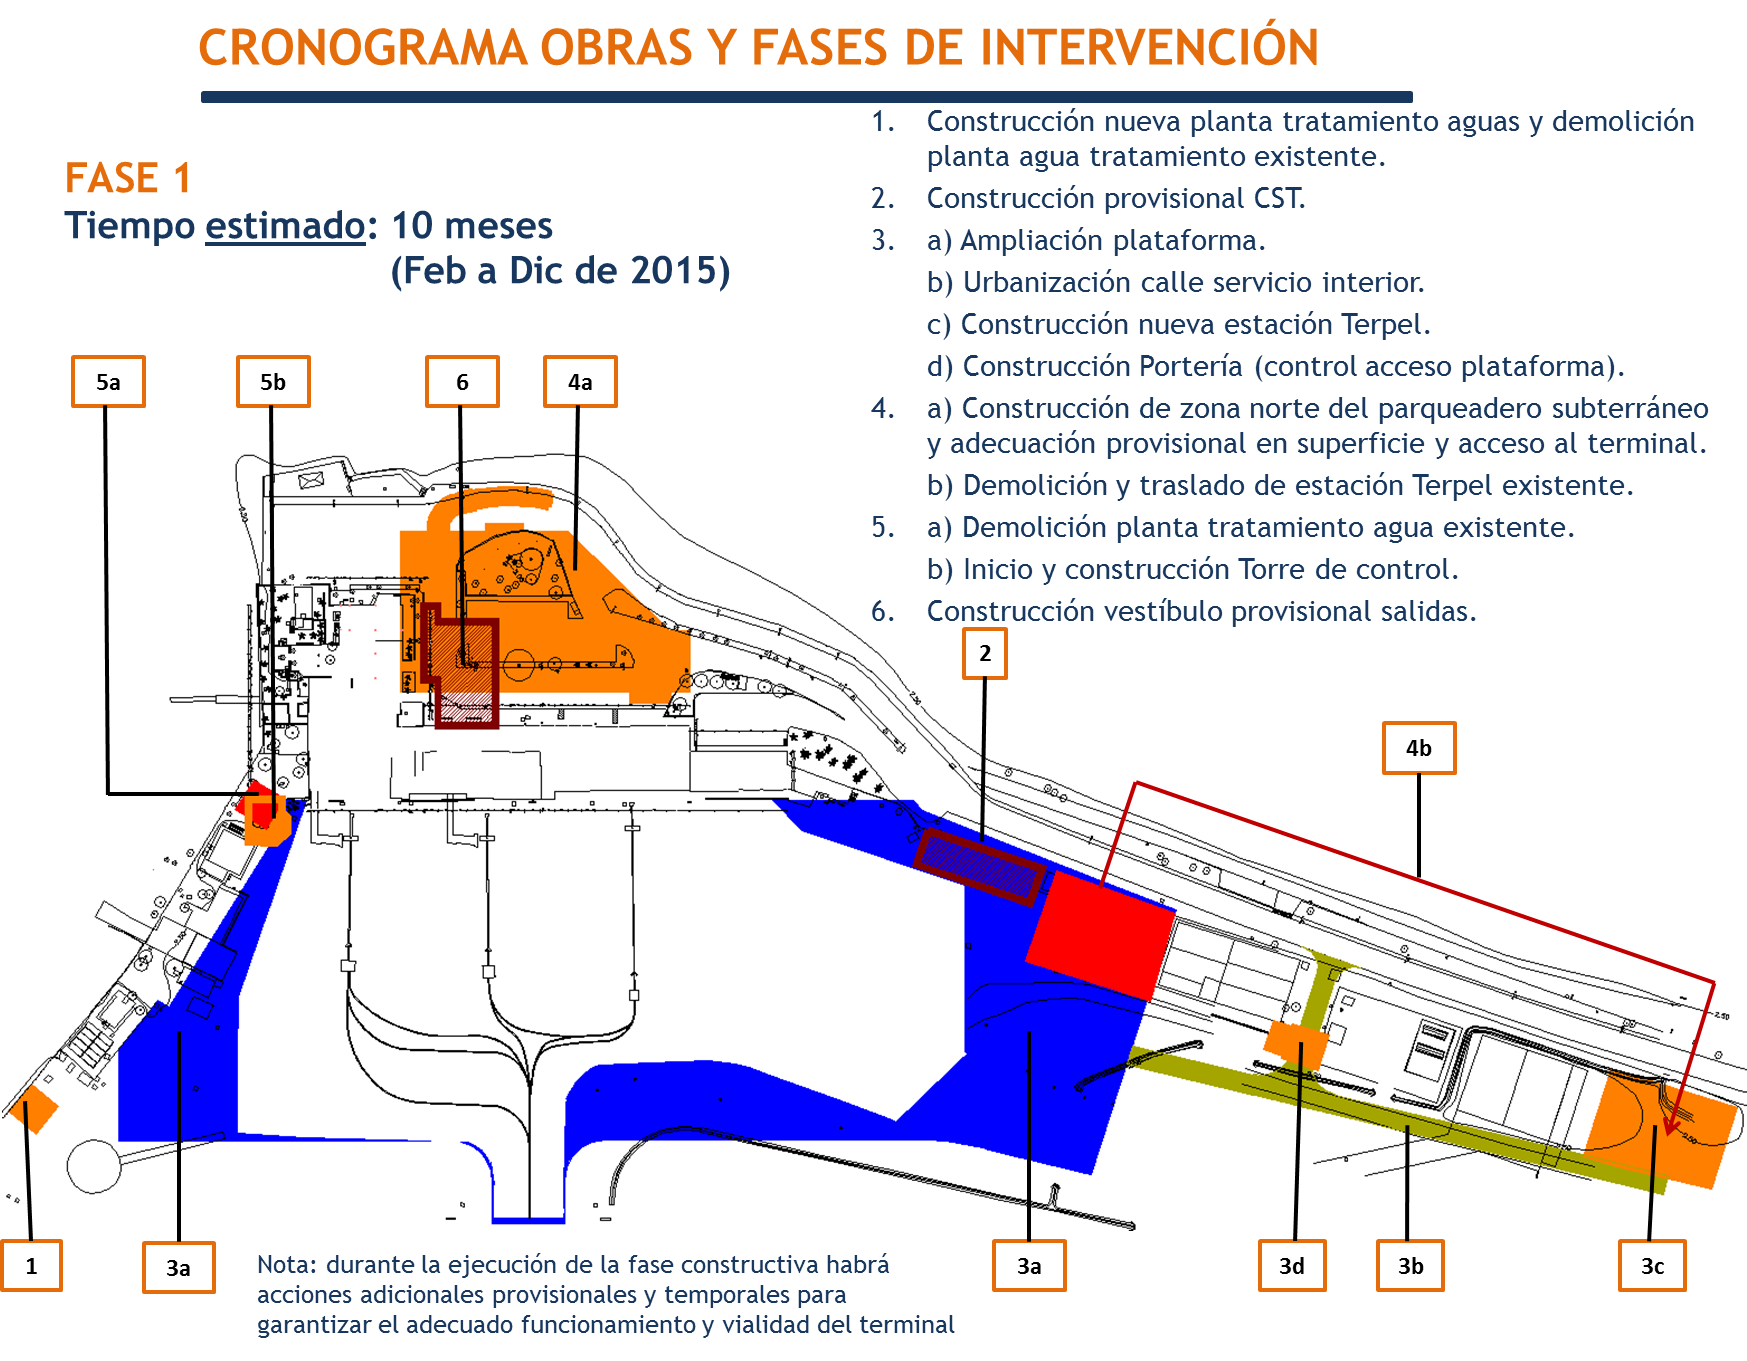 CRONOGRAMA OBRAS Y FASES DE INTERVENCIÓN
FASE 1
Tiempo estimado: 10 meses
(Feb a Dic de 2015)
1. Construcción nueva planta tratamiento aguas y demolición
planta agua tratamiento existente.
2. Construcción provisional CST.
3. a) Ampliación plataforma.
b) Urbanización calle servicio interior.
c) Construcción nueva estación Terpel.
d) Construcción Portería (control acceso plataforma).
4. a) Construcción de zona norte del parqueadero subterráneo
y adecuación provisional en superficie y acceso al terminal.
b) Demolición y traslado de estación Terpel existente.
5. a) Demolición planta tratamiento agua existente.
b) Inicio y construcción Torre de control.
6. Construcción vestíbulo provisional salidas.
5a
5b
6
4a
2
4b
2.50
2.50
1
3a
3a
3d
3b
3c
Nota: durante la ejecución de la fase constructiva habrá
acciones adicionales provisionales y temporales para
garantizar el adecuado funcionamiento y vialidad del terminal